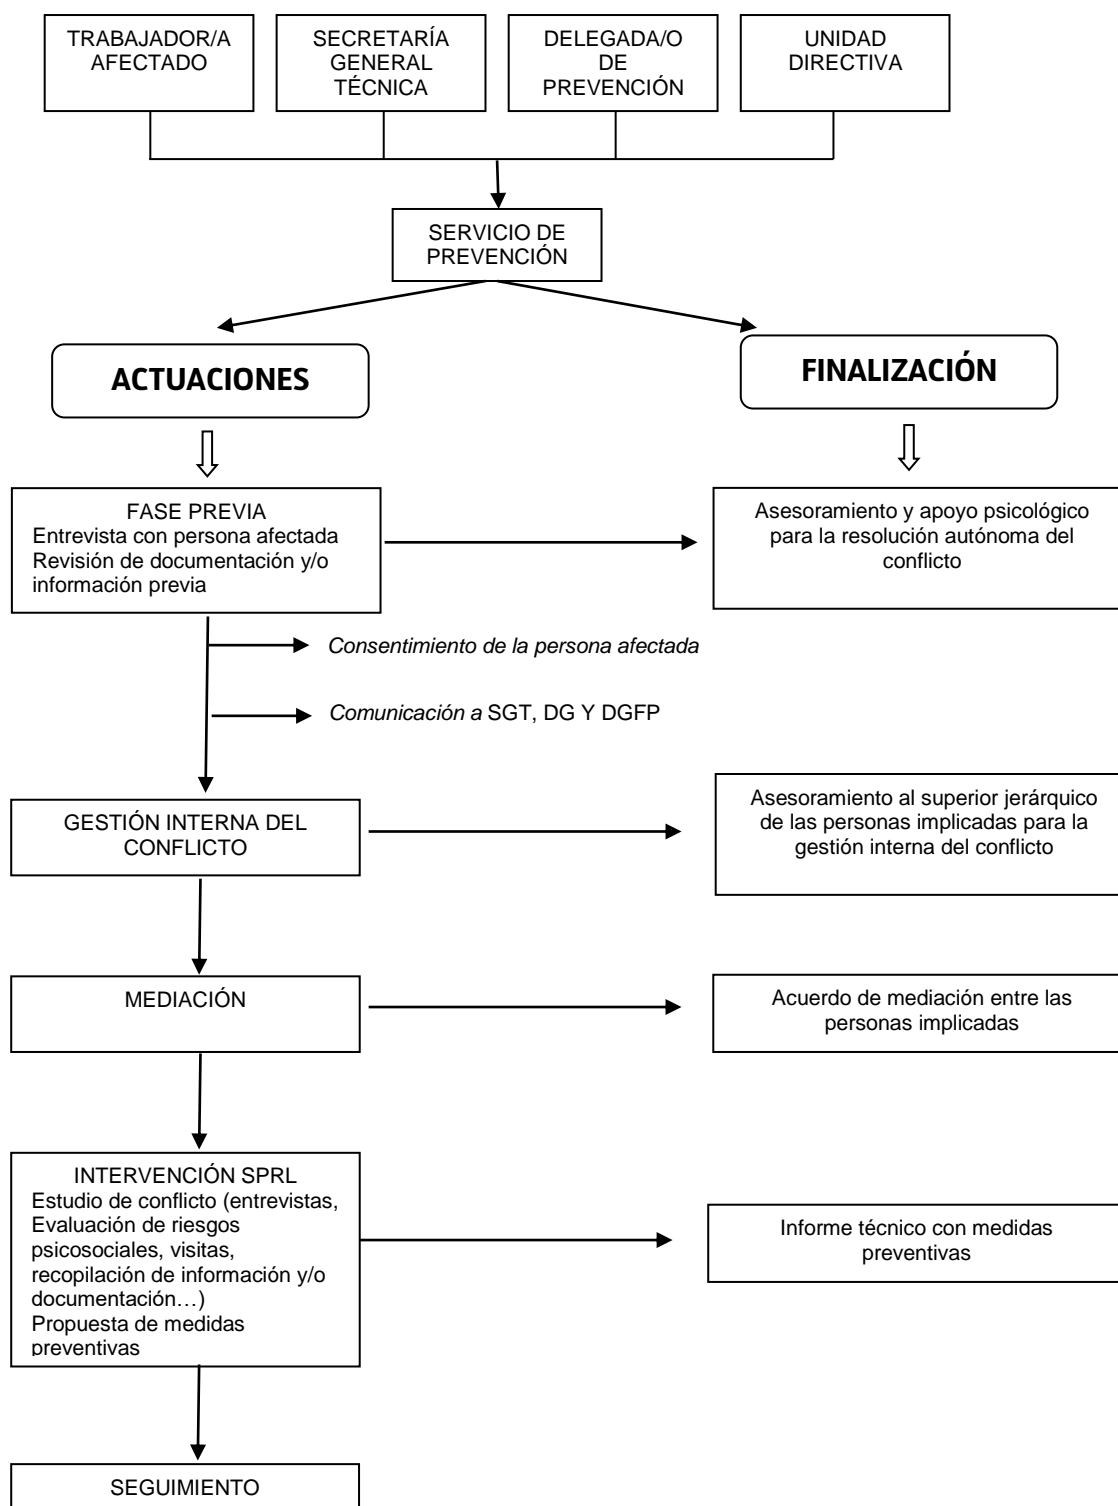 TRABAJADOR/A
AFECTADO
SECRETARÍA
GENERAL
TÉCNICA
DELEGADA/O
DE
PREVENCIÓN
UNIDAD
DIRECTIVA
SERVICIO DE
PREVENCIÓN
ACTUACIONES
FINALIZACIÓN
FASE PREVIA
Entrevista con persona afectada
Revisión de documentación y/o
información previa
Asesoramiento y apoyo psicológico
para la resolución autónoma del
conflicto
Consentimiento de la persona afectada
Comunicación a SGT, DG Y DGFP
GESTIÓN INTERNA DEL
CONFLICTO
Asesoramiento al superior jerárquico
de las personas implicadas para la
gestión interna del conflicto
MEDIACIÓN
Acuerdo de mediación entre las
personas implicadas
INTERVENCIÓN SPRL
Estudio de conflicto (entrevistas,
Evaluación de riesgos
psicosociales, visitas,
recopilación de información y/o
documentación…)
Propuesta de medidas
preventivas
Informe técnico con medidas
preventivas
SEGUIMIENTO